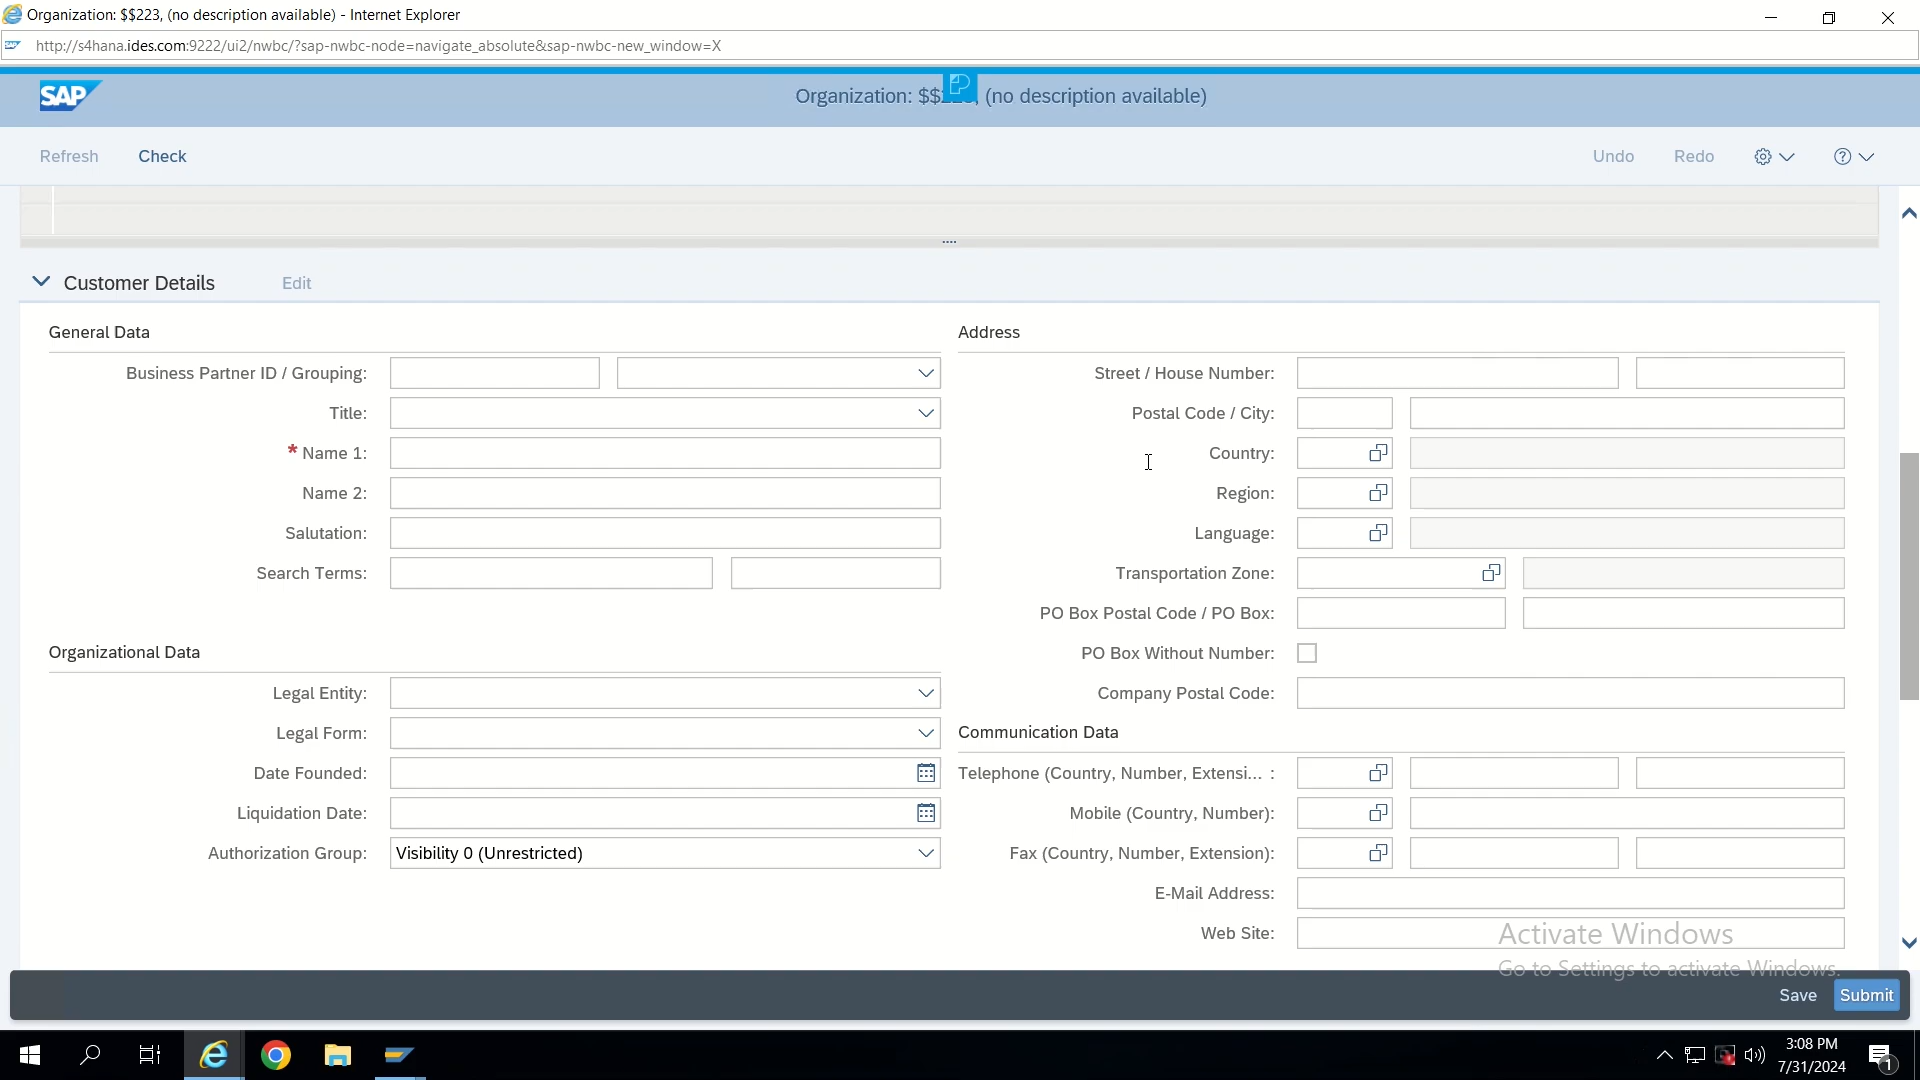 Organization: $$223, (no description available) - Internet Explorer
http://s4hana.ides.com:9222/ui2/nwbc/?sap-nwbc-node=navigate_absolute&sap-nwbc-new_window=X
SAP
Organization: $$ (no description available)
Refresh Check Undo Redo
Customer Details Edit
General Data
Business Partner ID / Grouping:
Title:
* Name 1:
Name 2:
Salutation:
Search Terms:
Organizational Data
Legal Entity:
Legal Form:
Date Founded:
Liquidation Date:
Authorization Group: Visibility 0 (Unrestricted)
Address
Street / House Number:
Postal Code / City:
Country:
Region:
Language:
Transportation Zone:
PO Box Postal Code / PO Box:
PO Box Without Number:
Company Postal Code:
Communication Data
Telephone (Country, Number, Extensi... :
Mobile (Country, Number):
Fax (Country, Number, Extension):
E-Mail Address:
Web Site:
Activate Windows
Go to Settings to activate Windows.
Save Submit
3:08 PM
7/31/2024
1